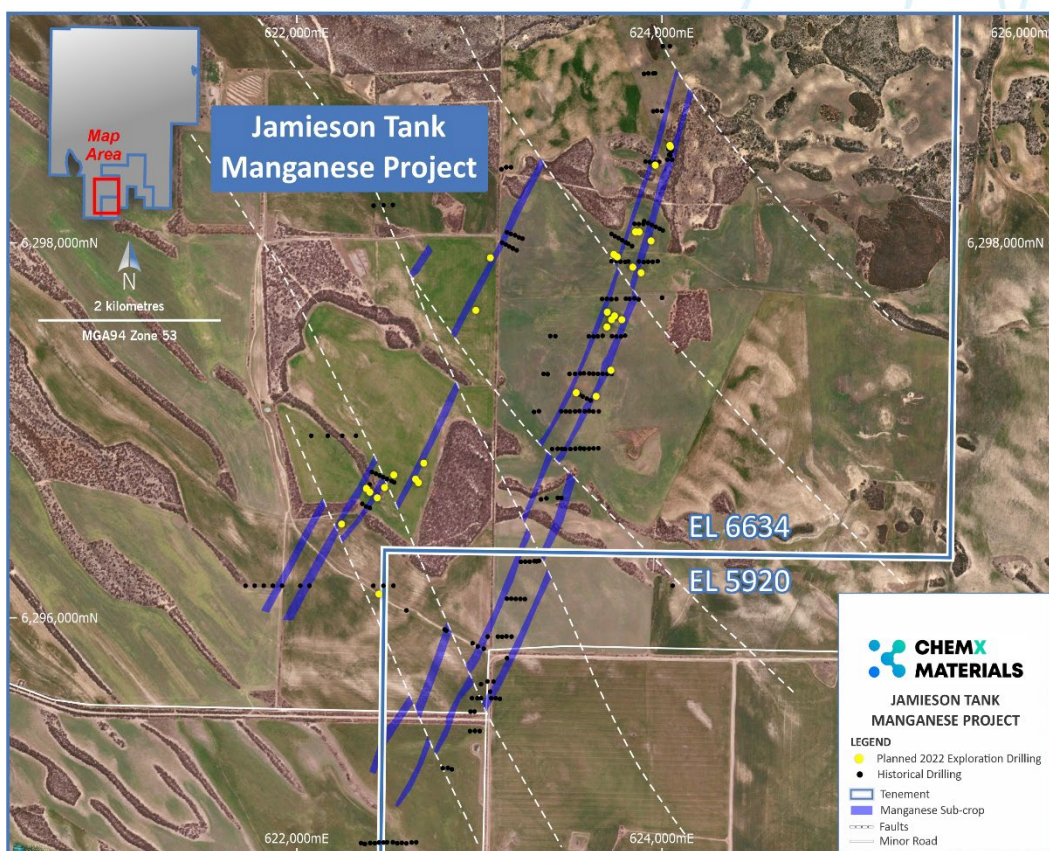 622,000mE
624,000mE
626,000mE
Map
Area
Jamieson Tank
Manganese Project
6,298,000mN
6,298,000mN
N
2 kilometres
MGA94 Zone 53
EL 6634
EL 5920
6,296,000mN
CHEMX
MATERIALS
JAMIESON TANK
MANGANESE PROJECT
LEGEND
Planned 2022 Exploration Drilling
Historical Drilling
Tenement
Manganese Sub-crop
Faults
Minor Road
622,000mE
624,000mE